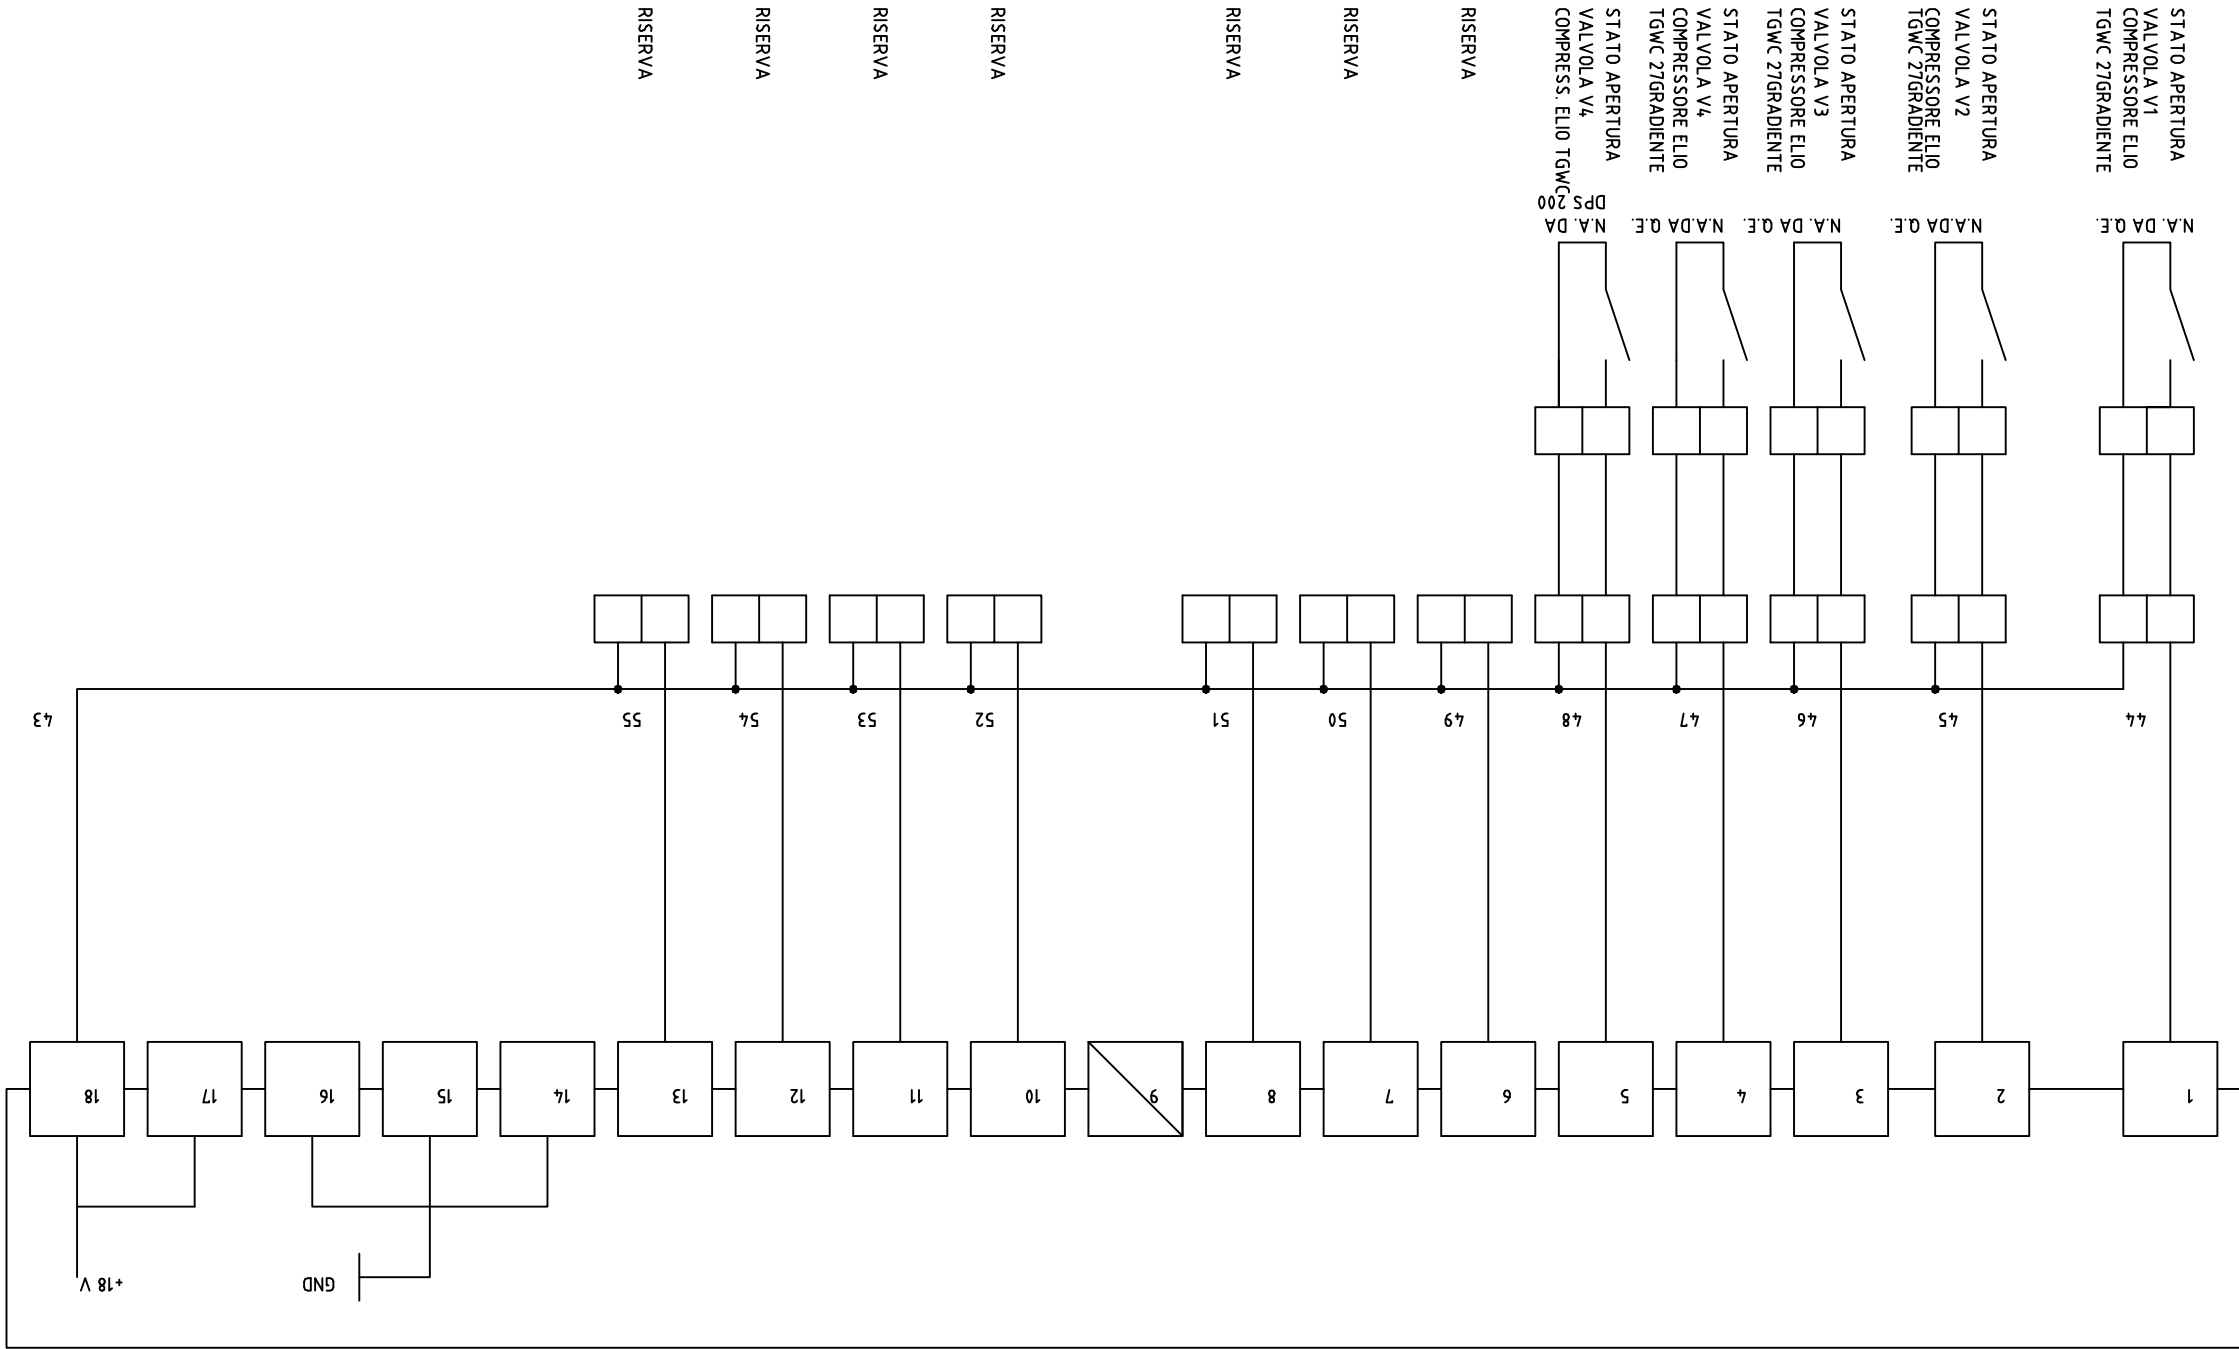 RISERVA
RISERVA
RISERVA
RISERVA
RISERVA
RISERVA
RISERVA
STATO APERTURA
VALVOLA V4
COMPRESS. ELIO TGWC
DPS 200
N.A. DA
STATO APERTURA
VALVOLA V4
COMPRESSORE ELIO
TGWC 27GRADIENTE
N.A.DA Q.E.
STATO APERTURA
VALVOLA V3
COMPRESSORE ELIO
TGWC 27GRADIENTE
N.A. DA Q.E.
STATO APERTURA
VALVOLA V2
COMPRESSORE ELIO
TGWC 27GRADIENTE
N.A.DA Q.E.
STATO APERTURA
VALVOLA V1
COMPRESSORE ELIO
TGWC 27GRADIENTE
N.A. DA Q.E.
43
55
54
53
52
51
50
49
48
47
46
45
44
18
17
16
15
14
13
12
11
10
9
8
7
6
5
4
3
2
1
+18 V
GND